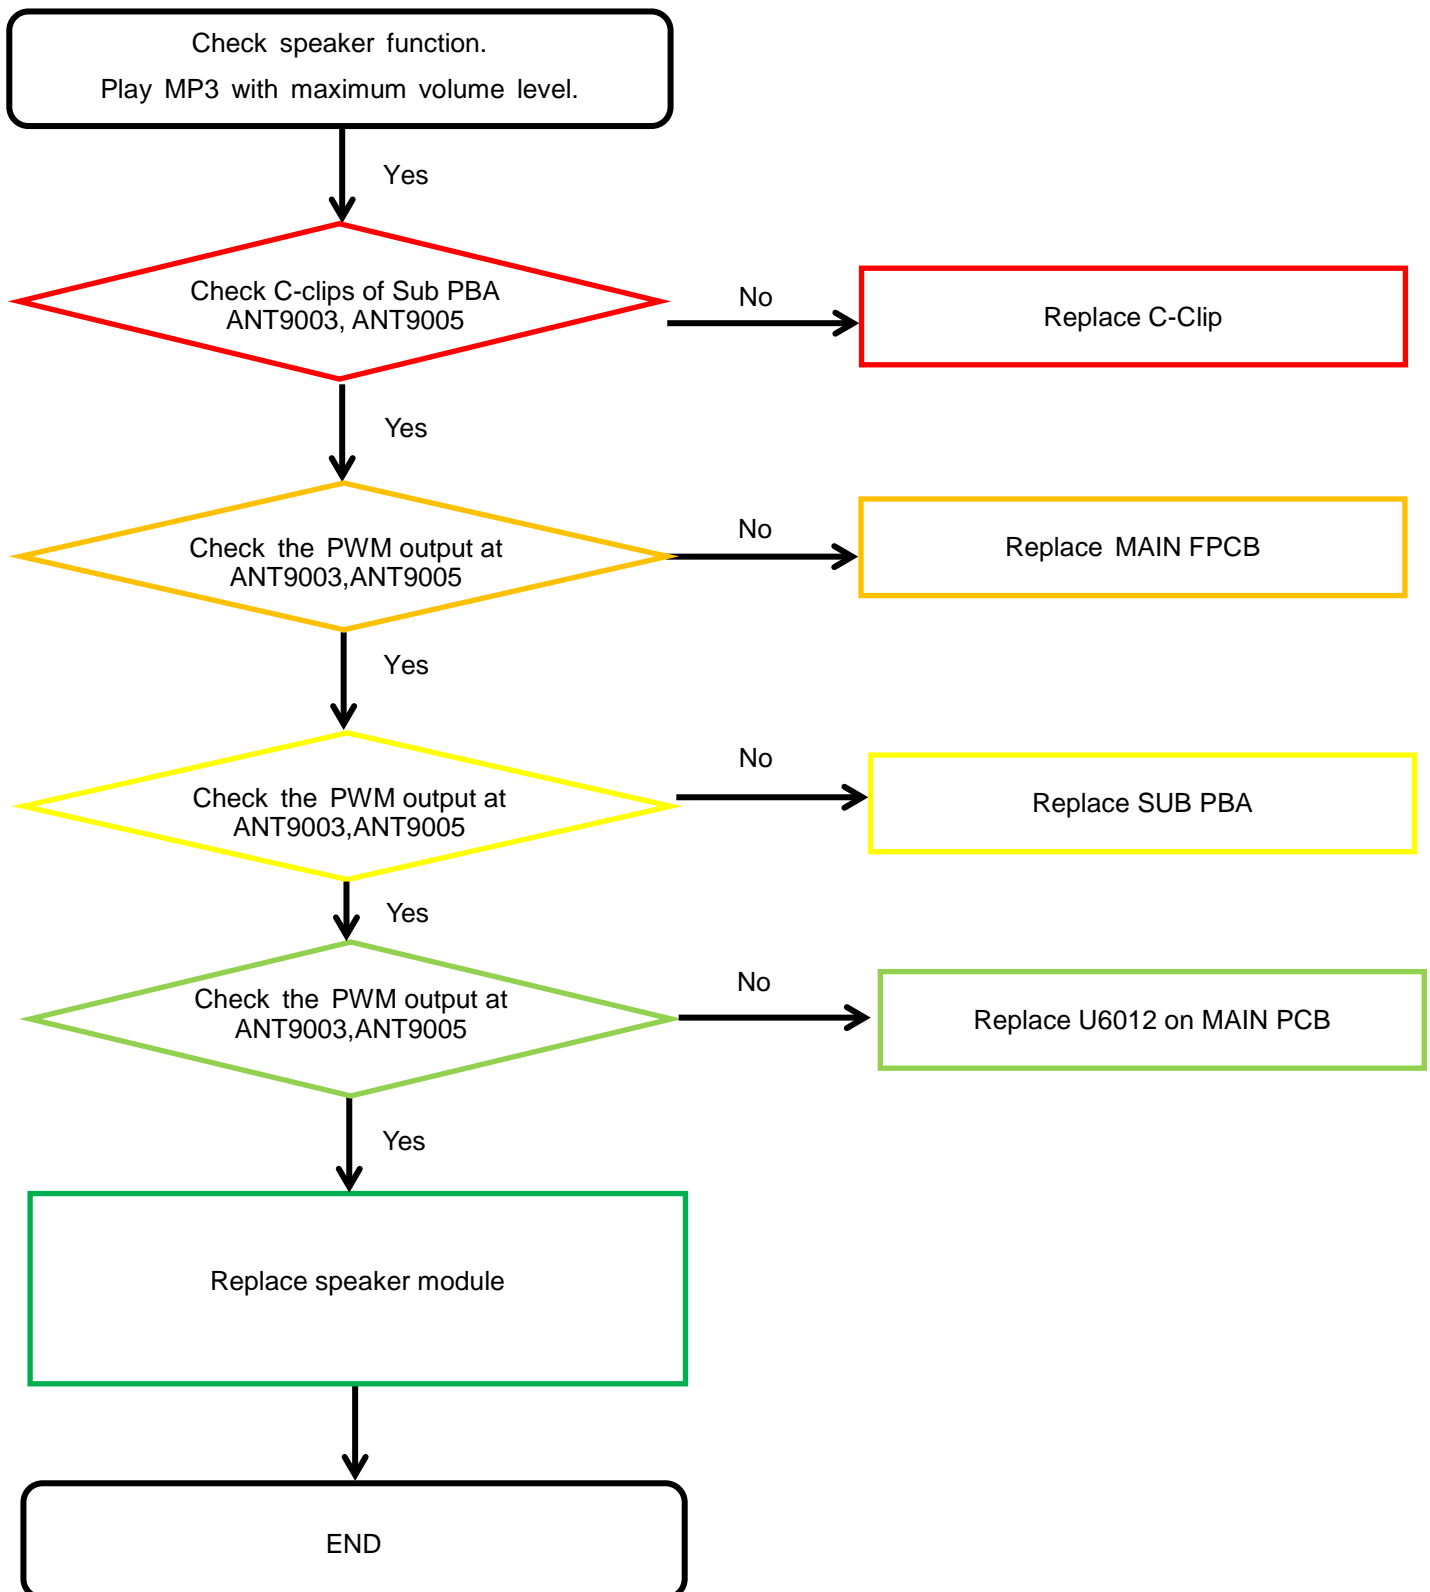 Check speaker function.
Play MP3 with maximum volume level.
Yes
Check C-clips of Sub PBA
ANT9003, ANT9005
No
Replace C-Clip
Yes
Check the PWM output at
ANT9003,ANT9005
No
Replace MAIN FPCB
Yes
Check the PWM output at
ANT9003,ANT9005
No
Replace SUB PBA
Yes
Check the PWM output at
ANT9003,ANT9005
No
Replace U6012 on MAIN PCB
Yes
Replace speaker module
END